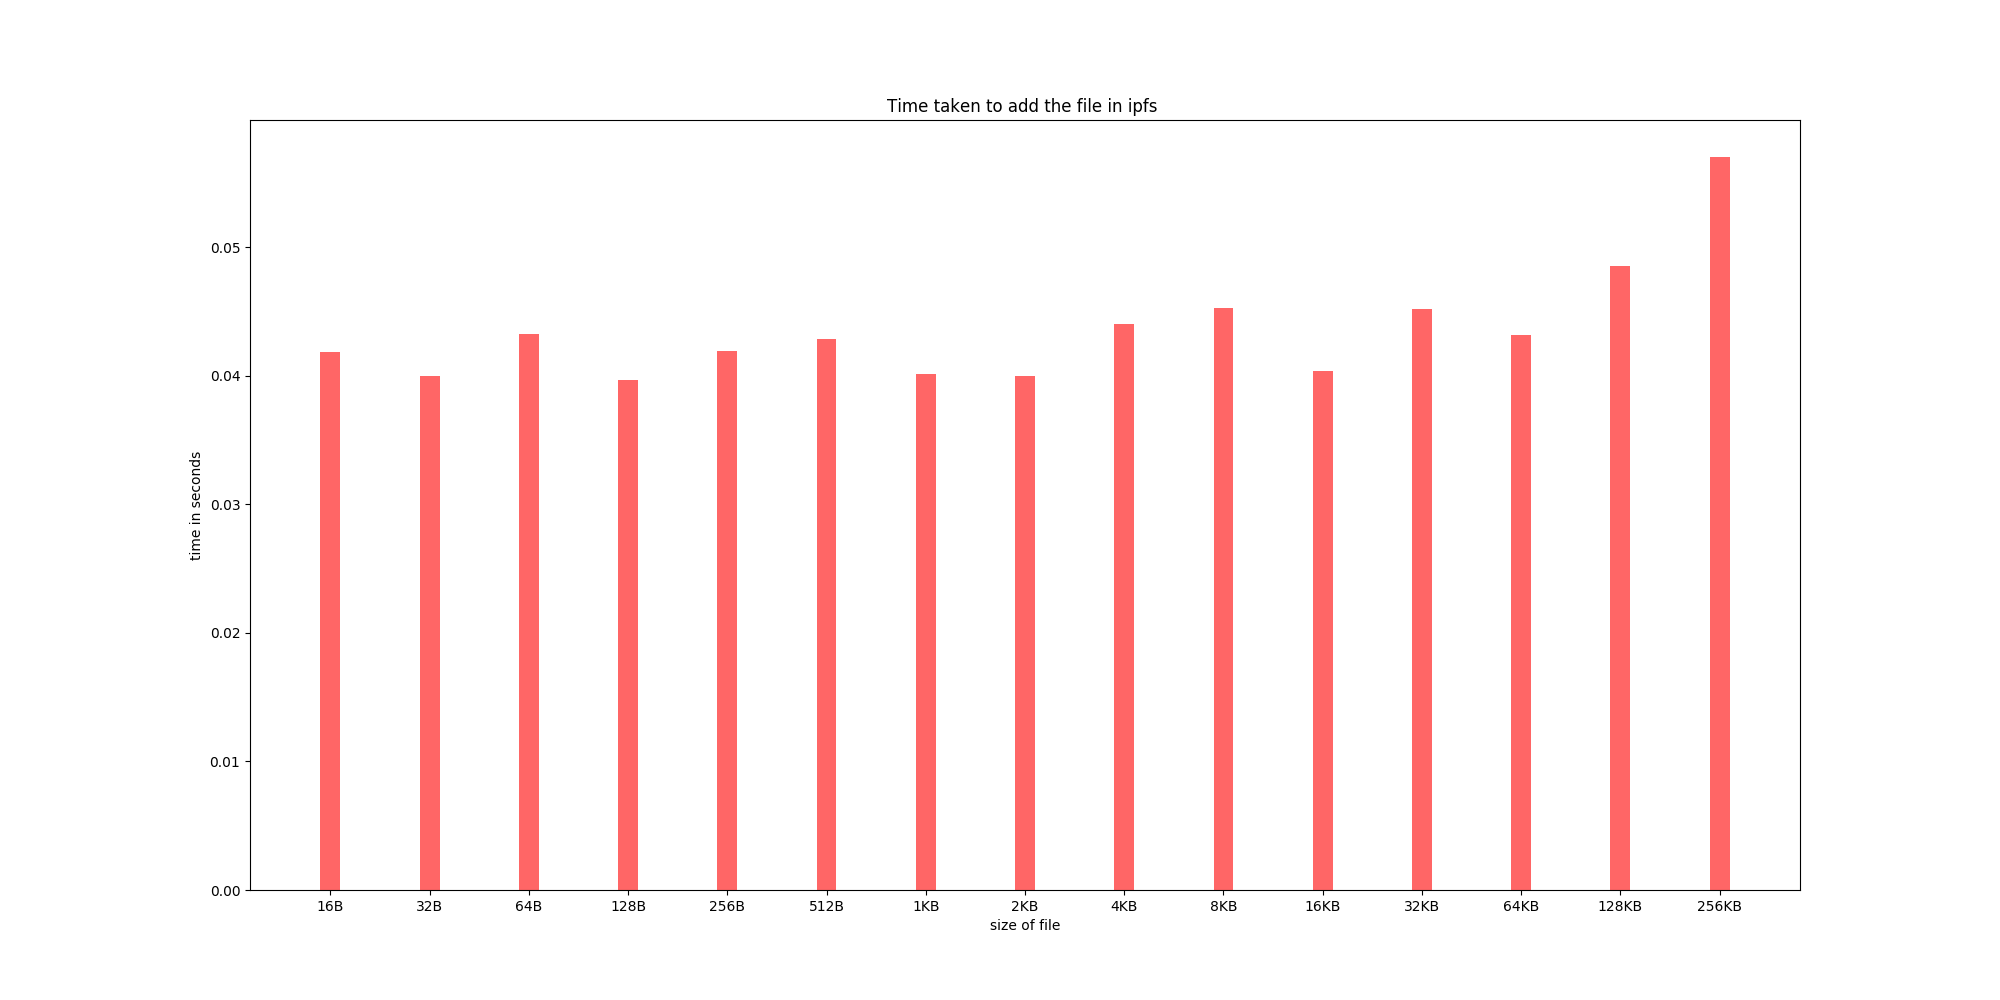 Time taken to add the file in ipfs
0.05
0.04
0.03
0.02
0.01
0.00
time in seconds
16B 32B 64B 128B 256B 512B 1KB 2KB 4KB 8KB 16KB 32KB 64KB 128KB 256KB
size of file